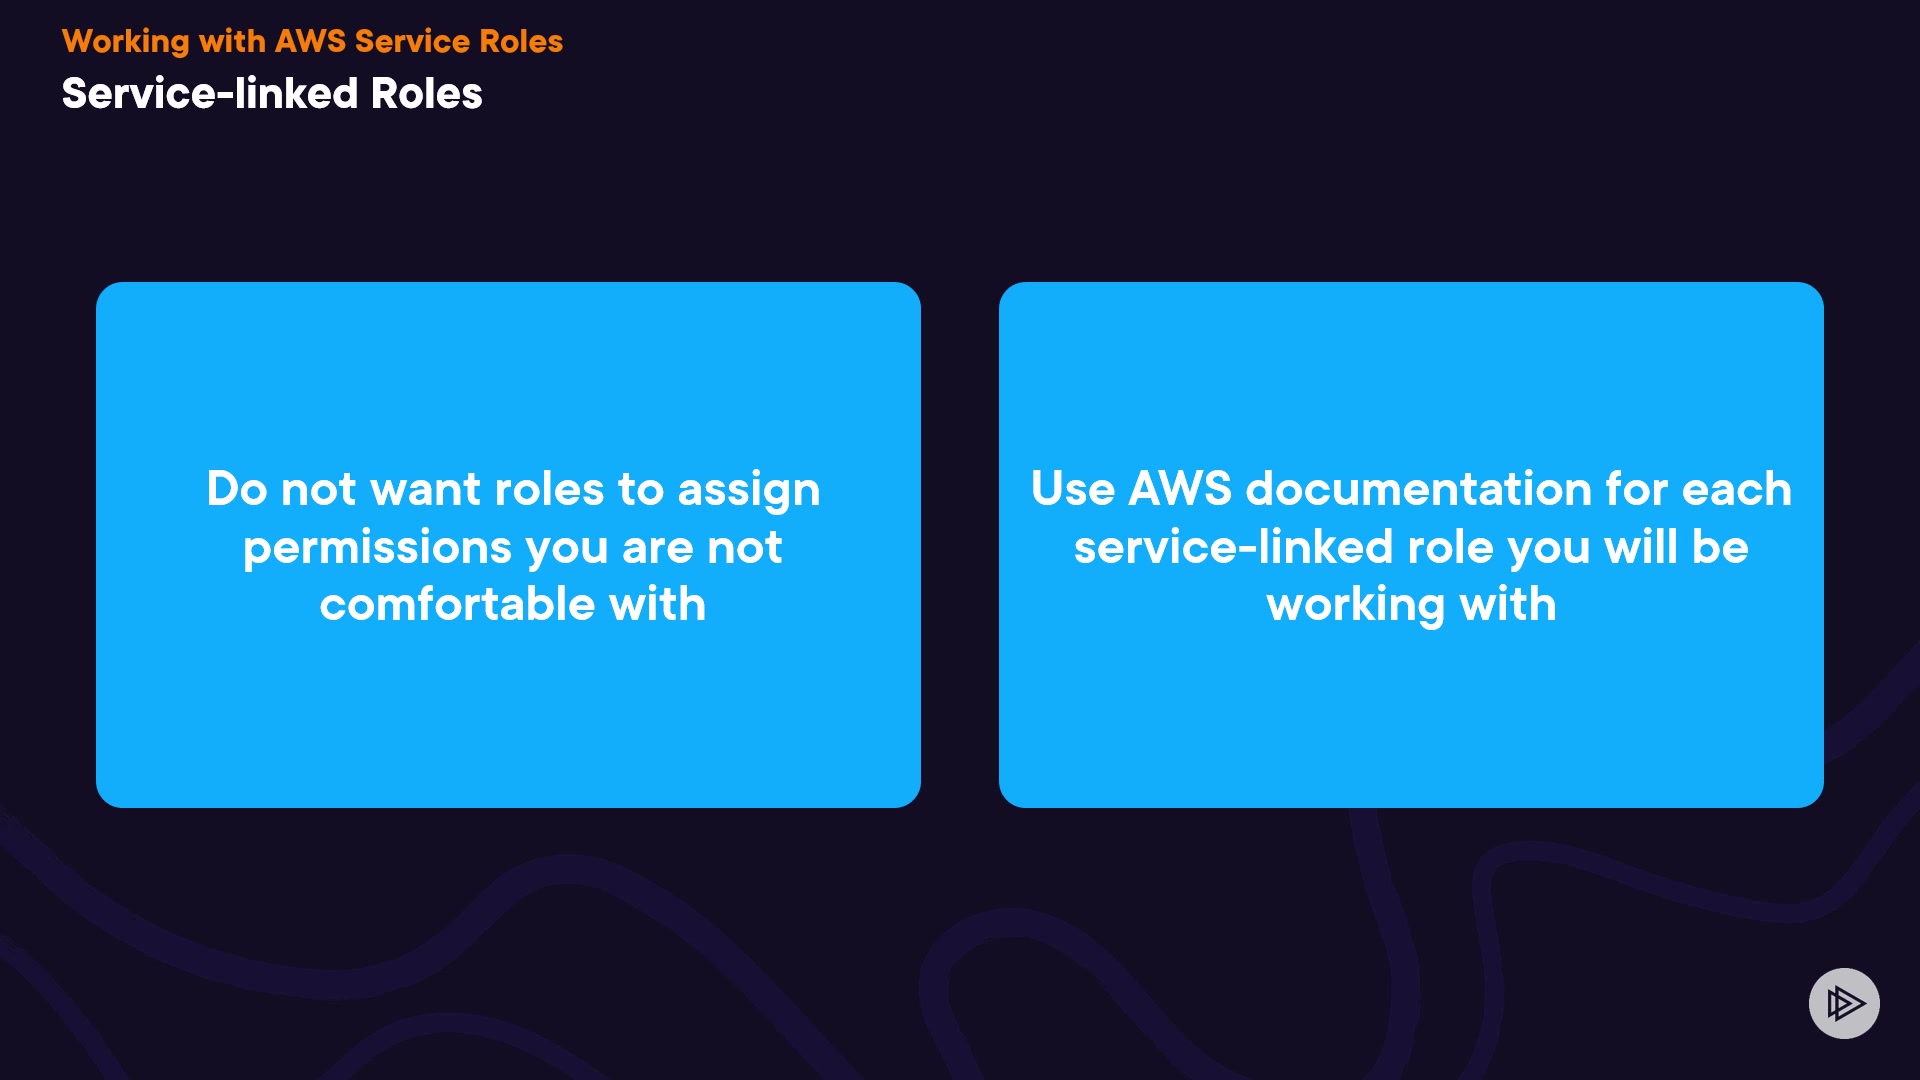 Working with AWS Service Roles
Service-linked Roles
Do not want roles to assign
permissions you are not
comfortable with
Use AWS documentation for each
service-linked role you will be
working with